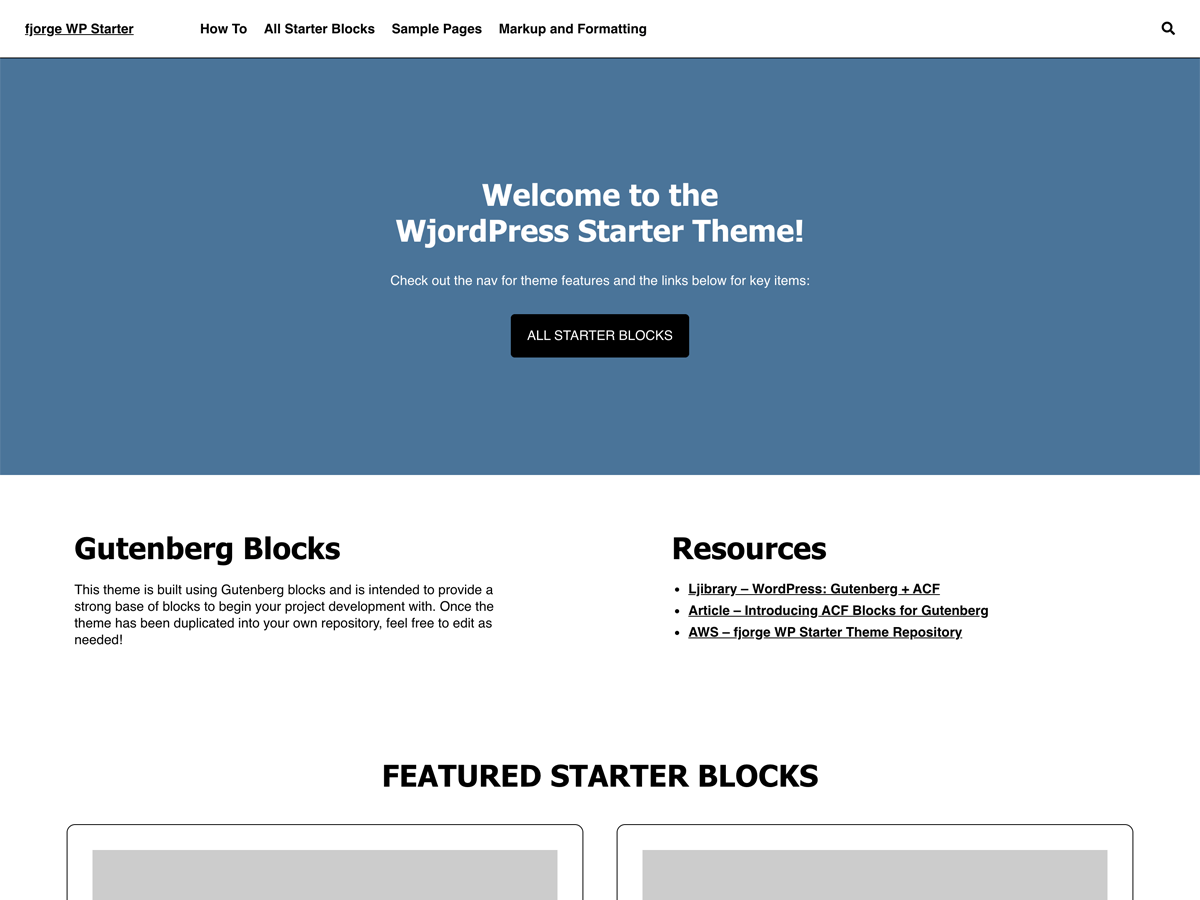 fjorge WP Starter
How To
All Starter Blocks
Sample Pages
Markup and Formatting
Welcome to the
WjordPress Starter Theme!
Check out the nav for theme features and the links below for key items:
ALL STARTER BLOCKS
Gutenberg Blocks
This theme is built using Gutenberg blocks and is intended to provide a
strong base of blocks to begin your project development with. Once the
theme has been duplicated into your own repository, feel free to edit as
needed!
Resources
Ljibrary – WordPress: Gutenberg + ACF
Article – Introducing ACF Blocks for Gutenberg
AWS – fjorge WP Starter Theme Repository
FEATURED STARTER BLOCKS